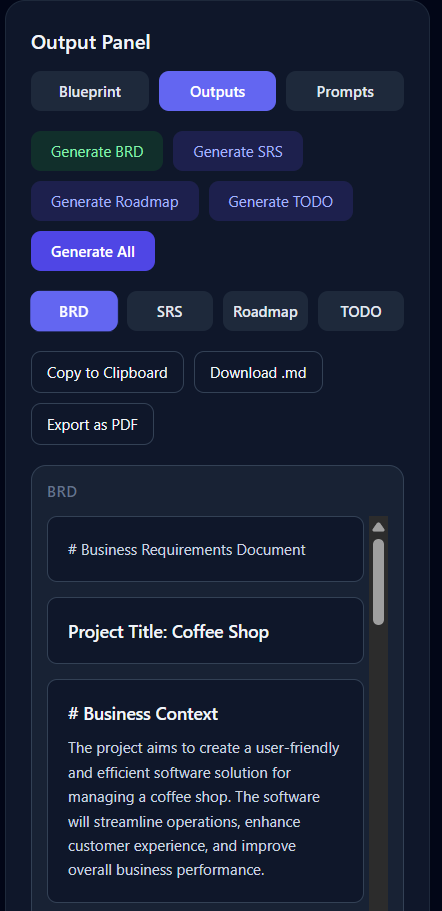 Output Panel
Blueprint Outputs Prompts
Generate BRD Generate SRS
Generate Roadmap Generate TODO
Generate All
BRD SRS Roadmap TODO
Copy to Clipboard Download .md
Export as PDF
BRD
# Business Requirements Document
Project Title: Coffee Shop
# Business Context
The project aims to create a user-friendly
and efficient software solution for
managing a coffee shop. The software
will streamline operations, enhance
customer experience, and improve
overall business performance.